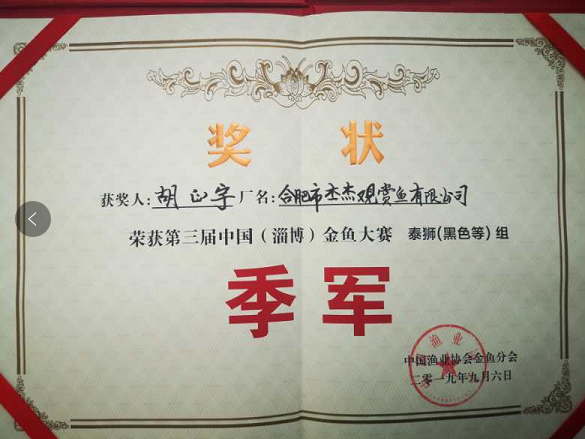 奖 状
获奖人:胡正宇厂名:合肥市本杰观赏鱼有限公司
荣获第三届中国(淄博)金鱼大赛 泰狮(黑色等)组
季军
中国渔业协会金鱼分会
二零一九年九月六日